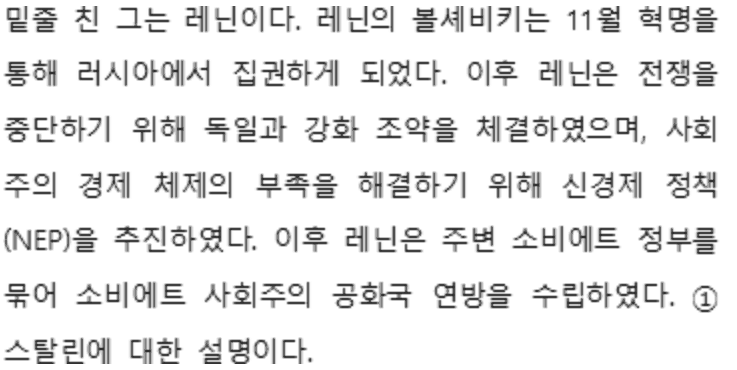 밑줄 친 그는 레닌이다. 레닌의 볼셰비키는 11월 혁명을
통해 러시아에서 집권하게 되었다. 이후 레닌은 전쟁을
중단하기 위해 독일과 강화 조약을 체결하였으며, 사회
주의 경제 체제의 부족을 해결하기 위해 신경제 정책
(NEP)을 추진하였다. 이후 레닌은 주변 소비에트 정부를
묶어 소비에트 사회주의 공화국 연방을 수립하였다. ①
스탈린에 대한 설명이다.